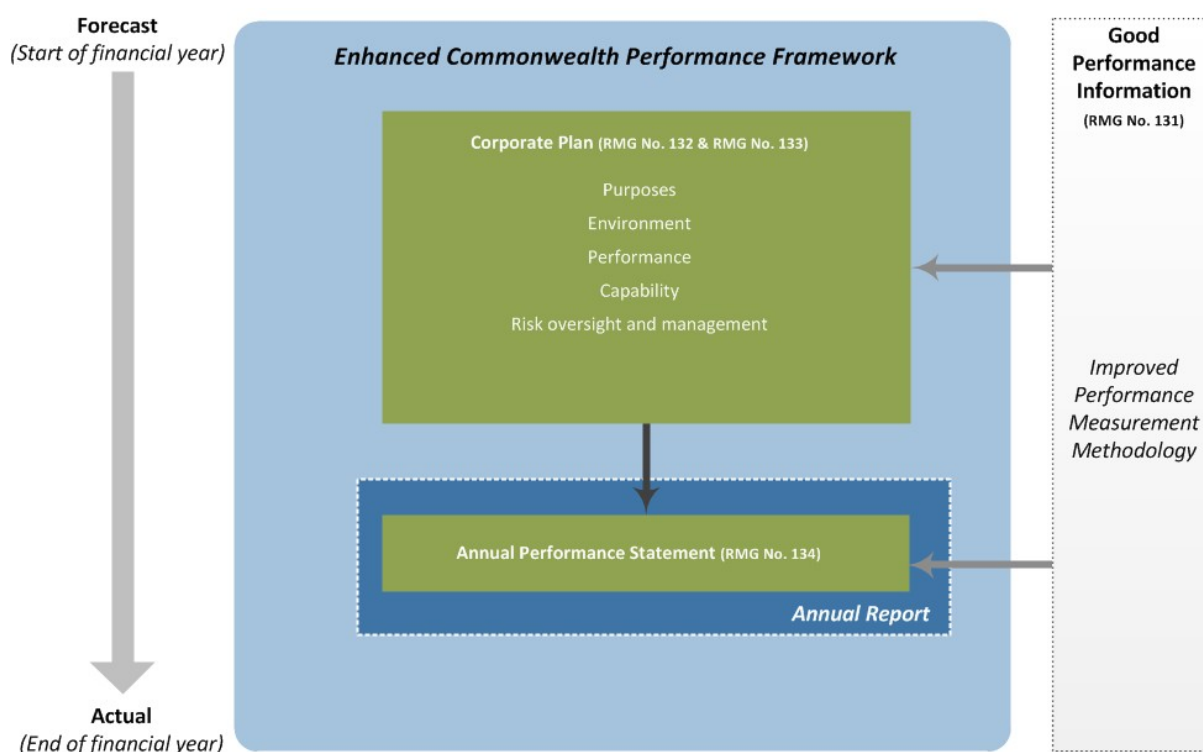 Forecast
(Start of financial year)
Enhanced Commonwealth Performance Framework
Good
Performance
Information
(RMG No. 131)
Corporate Plan (RMG No. 132 & RMG No. 133)
Purposes
Environment
Performance
Capability
Risk oversight and management
Improved
Performance
Measurement
Methodology
Annual Performance Statement (RMG No. 134)
Annual Report
Actual
(End of financial year)